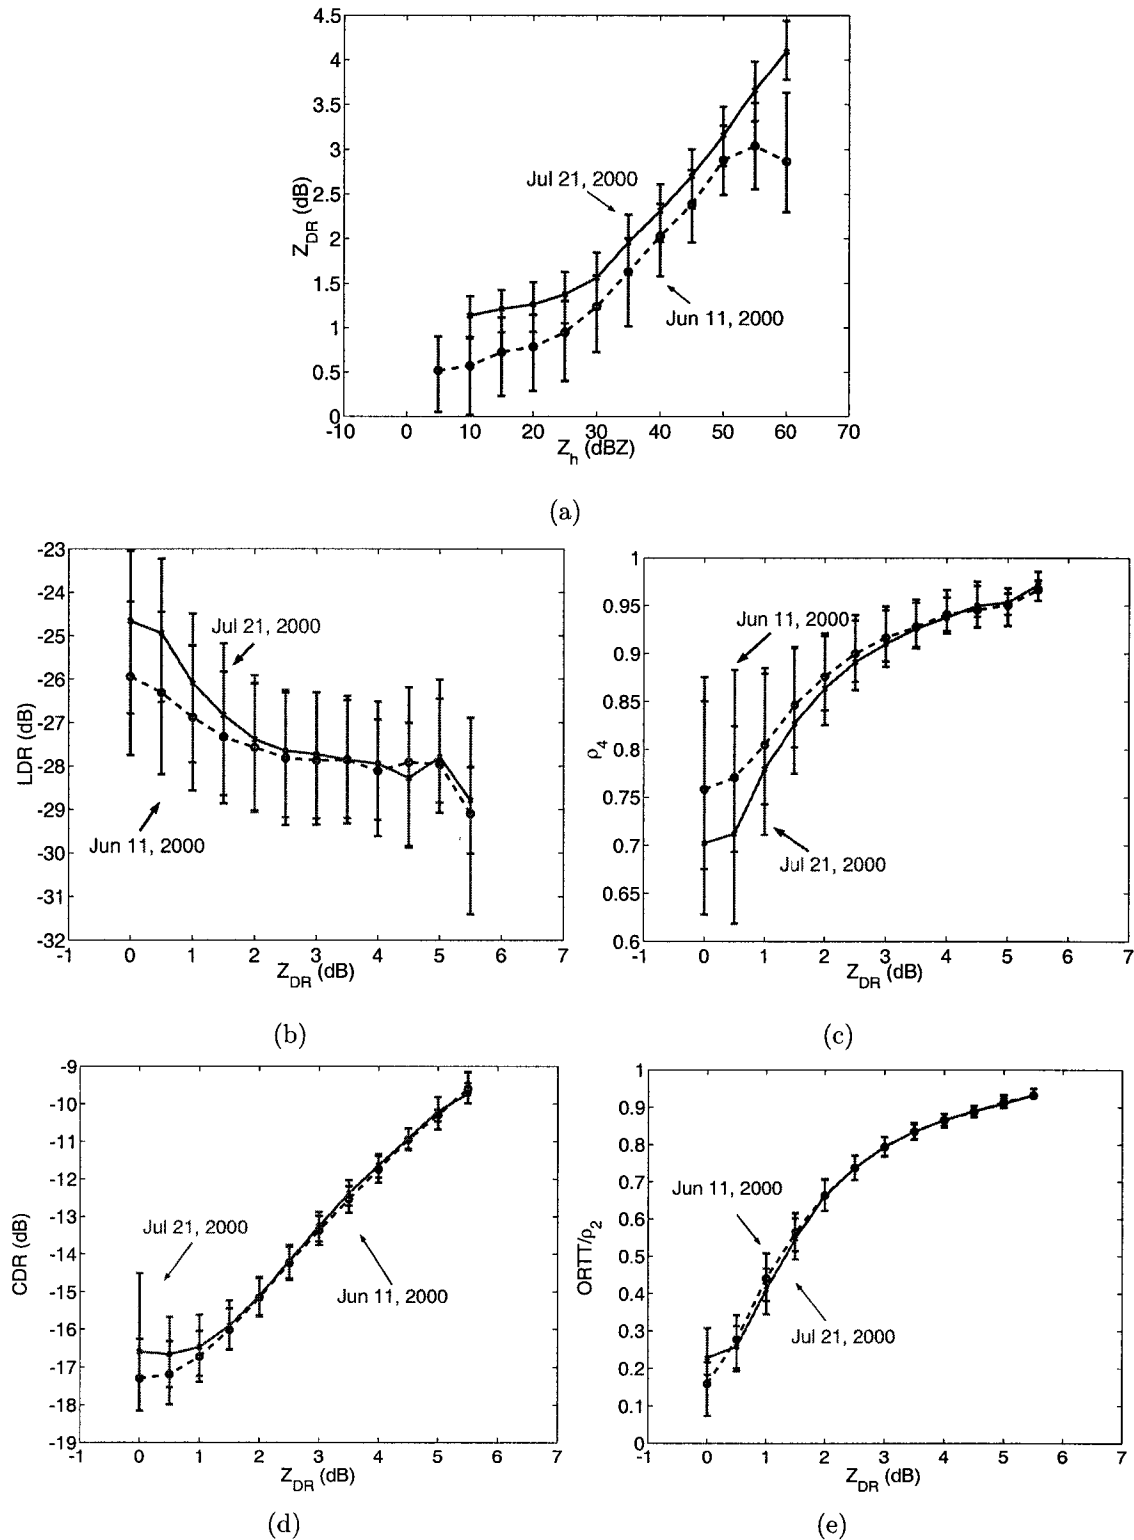 4.5
4
3.5
3
2.5
2
1.5
1
0.5
0
Z_DR (dB)
Jul 21, 2000
Jun 11, 2000
-10 0 10 20 30 40 50 60 70
Z_h (dBZ)
(a)
-23
-24
-25
-26
-27
-28
-29
-30
-31
-32
LDR (dB)
Jul 21, 2000
Jun 11, 2000
-1 0 1 2 3 4 5 6 7
Z_DR (dB)
(b)
1
0.95
0.9
0.85
0.8
0.75
0.7
0.65
0.6
ρ_4
Jun 11, 2000
Jul 21, 2000
-1 0 1 2 3 4 5 6 7
Z_DR (dB)
(c)
-9
-10
-11
-12
-13
-14
-15
-16
-17
-18
-19
CDR (dB)
Jul 21, 2000
Jun 11, 2000
-1 0 1 2 3 4 5 6 7
Z_DR (dB)
(d)
1
0.9
0.8
0.7
0.6
0.5
0.4
0.3
0.2
0.1
0
ORTT/ρ_2
Jun 11, 2000
Jul 21, 2000
-1 0 1 2 3 4 5 6 7
Z_DR (dB)
(e)